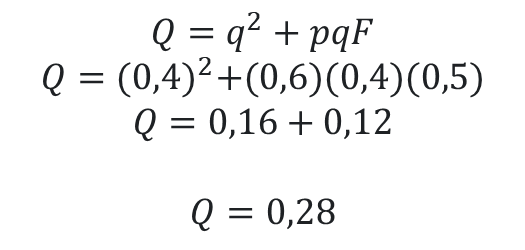 Q = q² + pqF
Q = (0,4)²+(0,6)(0,4)(0,5)
Q = 0,16 + 0,12
Q = 0,28